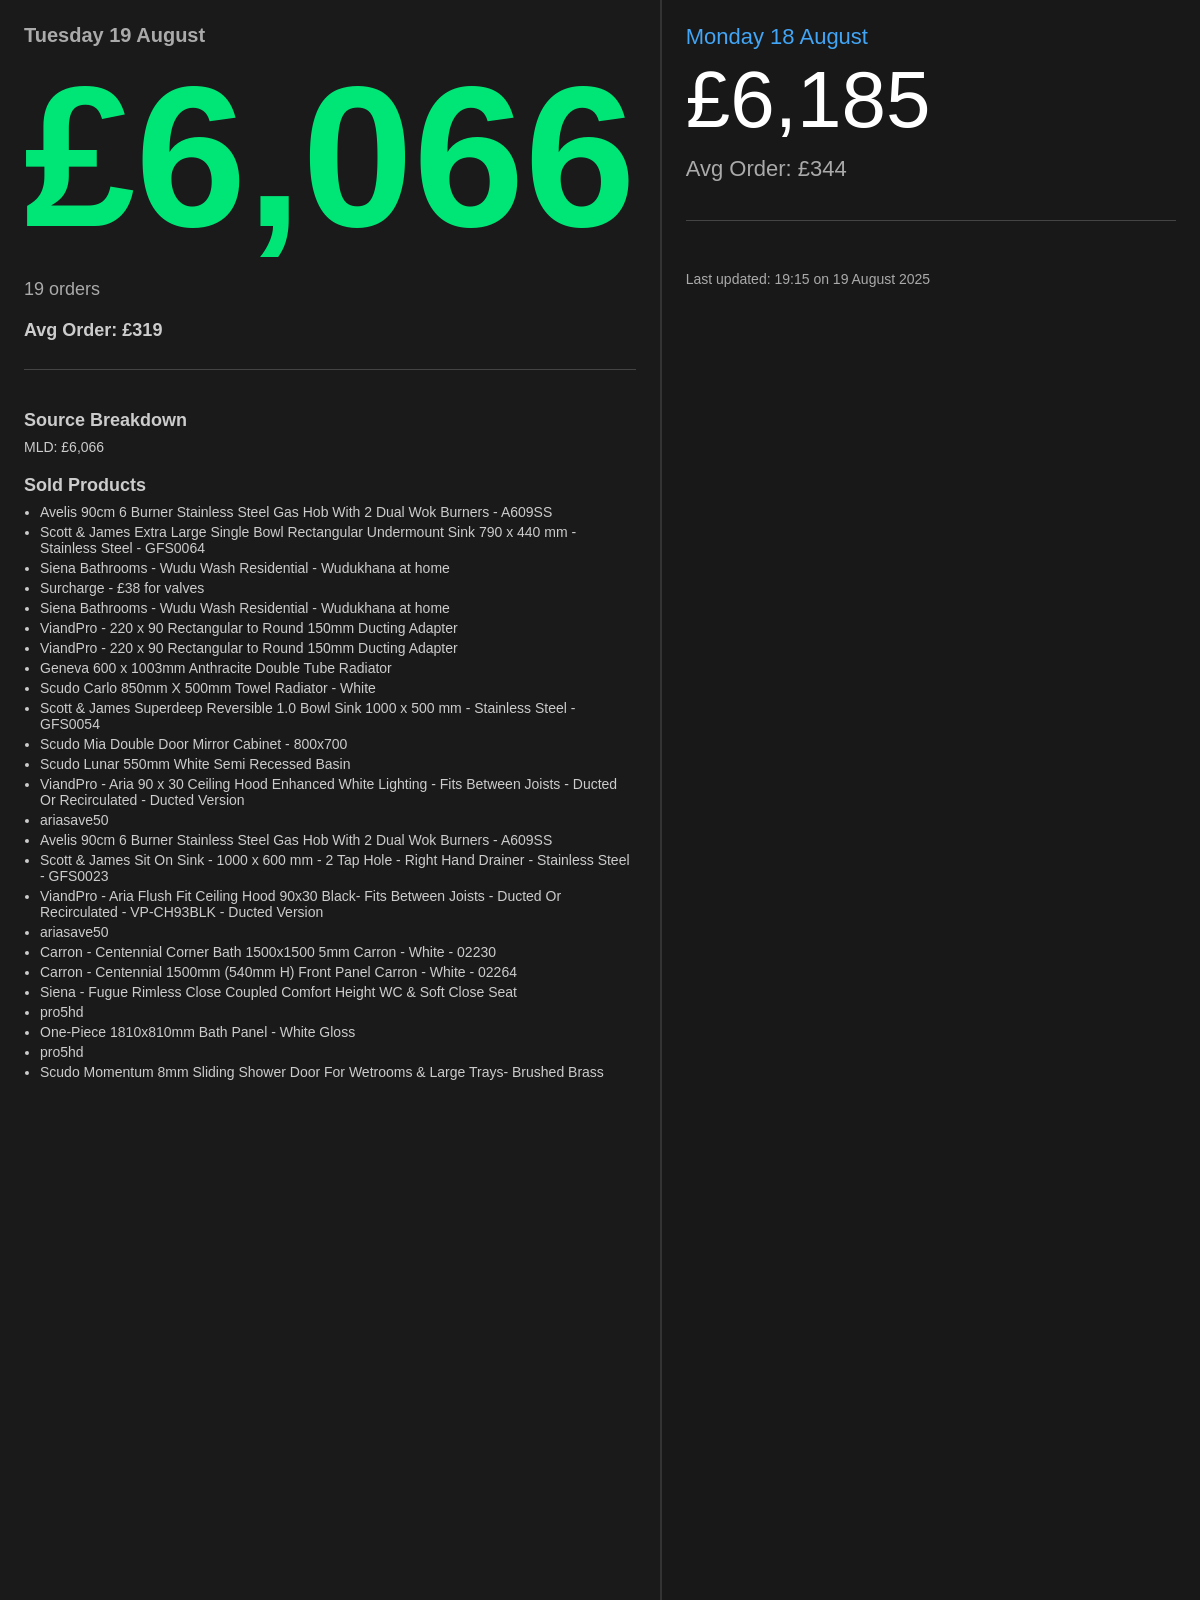 Tuesday 19 August
£6,066
19 orders
Avg Order: £319
Source Breakdown
MLD: £6,066
Sold Products
• Avelis 90cm 6 Burner Stainless Steel Gas Hob With 2 Dual Wok Burners - A609SS
• Scott & James Extra Large Single Bowl Rectangular Undermount Sink 790 x 440 mm -
Stainless Steel - GFS0064
• Siena Bathrooms - Wudu Wash Residential - Wudukhana at home
• Surcharge - £38 for valves
• Siena Bathrooms - Wudu Wash Residential - Wudukhana at home
• ViandPro - 220 x 90 Rectangular to Round 150mm Ducting Adapter
• ViandPro - 220 x 90 Rectangular to Round 150mm Ducting Adapter
• Geneva 600 x 1003mm Anthracite Double Tube Radiator
• Scudo Carlo 850mm X 500mm Towel Radiator - White
• Scott & James Superdeep Reversible 1.0 Bowl Sink 1000 x 500 mm - Stainless Steel -
GFS0054
• Scudo Mia Double Door Mirror Cabinet - 800x700
• Scudo Lunar 550mm White Semi Recessed Basin
• ViandPro - Aria 90 x 30 Ceiling Hood Enhanced White Lighting - Fits Between Joists - Ducted
Or Recirculated - Ducted Version
• ariasave50
• Avelis 90cm 6 Burner Stainless Steel Gas Hob With 2 Dual Wok Burners - A609SS
• Scott & James Sit On Sink - 1000 x 600 mm - 2 Tap Hole - Right Hand Drainer - Stainless Steel
- GFS0023
• ViandPro - Aria Flush Fit Ceiling Hood 90x30 Black- Fits Between Joists - Ducted Or
Recirculated - VP-CH93BLK - Ducted Version
• ariasave50
• Carron - Centennial Corner Bath 1500x1500 5mm Carron - White - 02230
• Carron - Centennial 1500mm (540mm H) Front Panel Carron - White - 02264
• Siena - Fugue Rimless Close Coupled Comfort Height WC & Soft Close Seat
• pro5hd
• One-Piece 1810x810mm Bath Panel - White Gloss
• pro5hd
• Scudo Momentum 8mm Sliding Shower Door For Wetrooms & Large Trays- Brushed Brass
Monday 18 August
£6,185
Avg Order: £344
Last updated: 19:15 on 19 August 2025